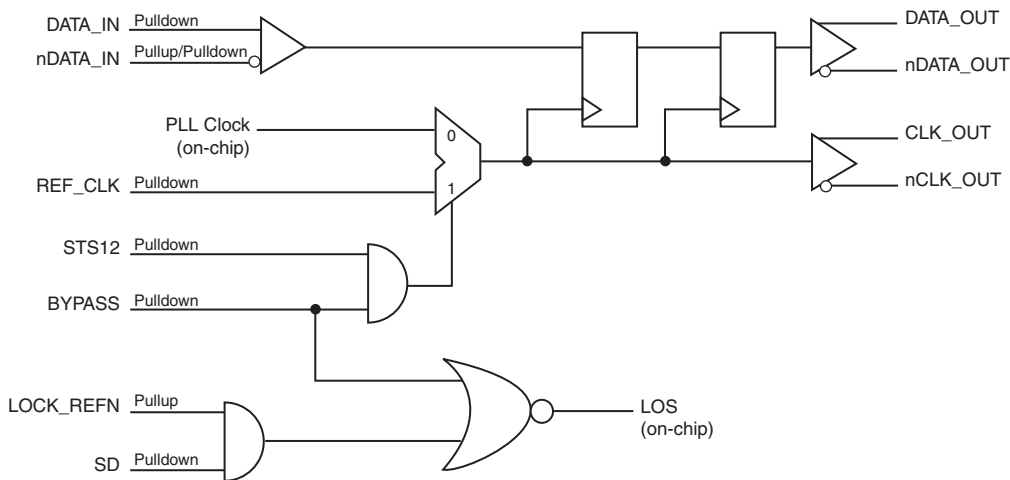 DATA_IN Pulldown
nDATA_IN Pullup/Pulldown
DATA_OUT
nDATA_OUT
PLL Clock
(on-chip)
0
REF_CLK Pulldown
1
CLK_OUT
nCLK_OUT
STS12 Pulldown
BYPASS Pulldown
LOCK_REFN Pullup
SD Pulldown
LOS
(on-chip)